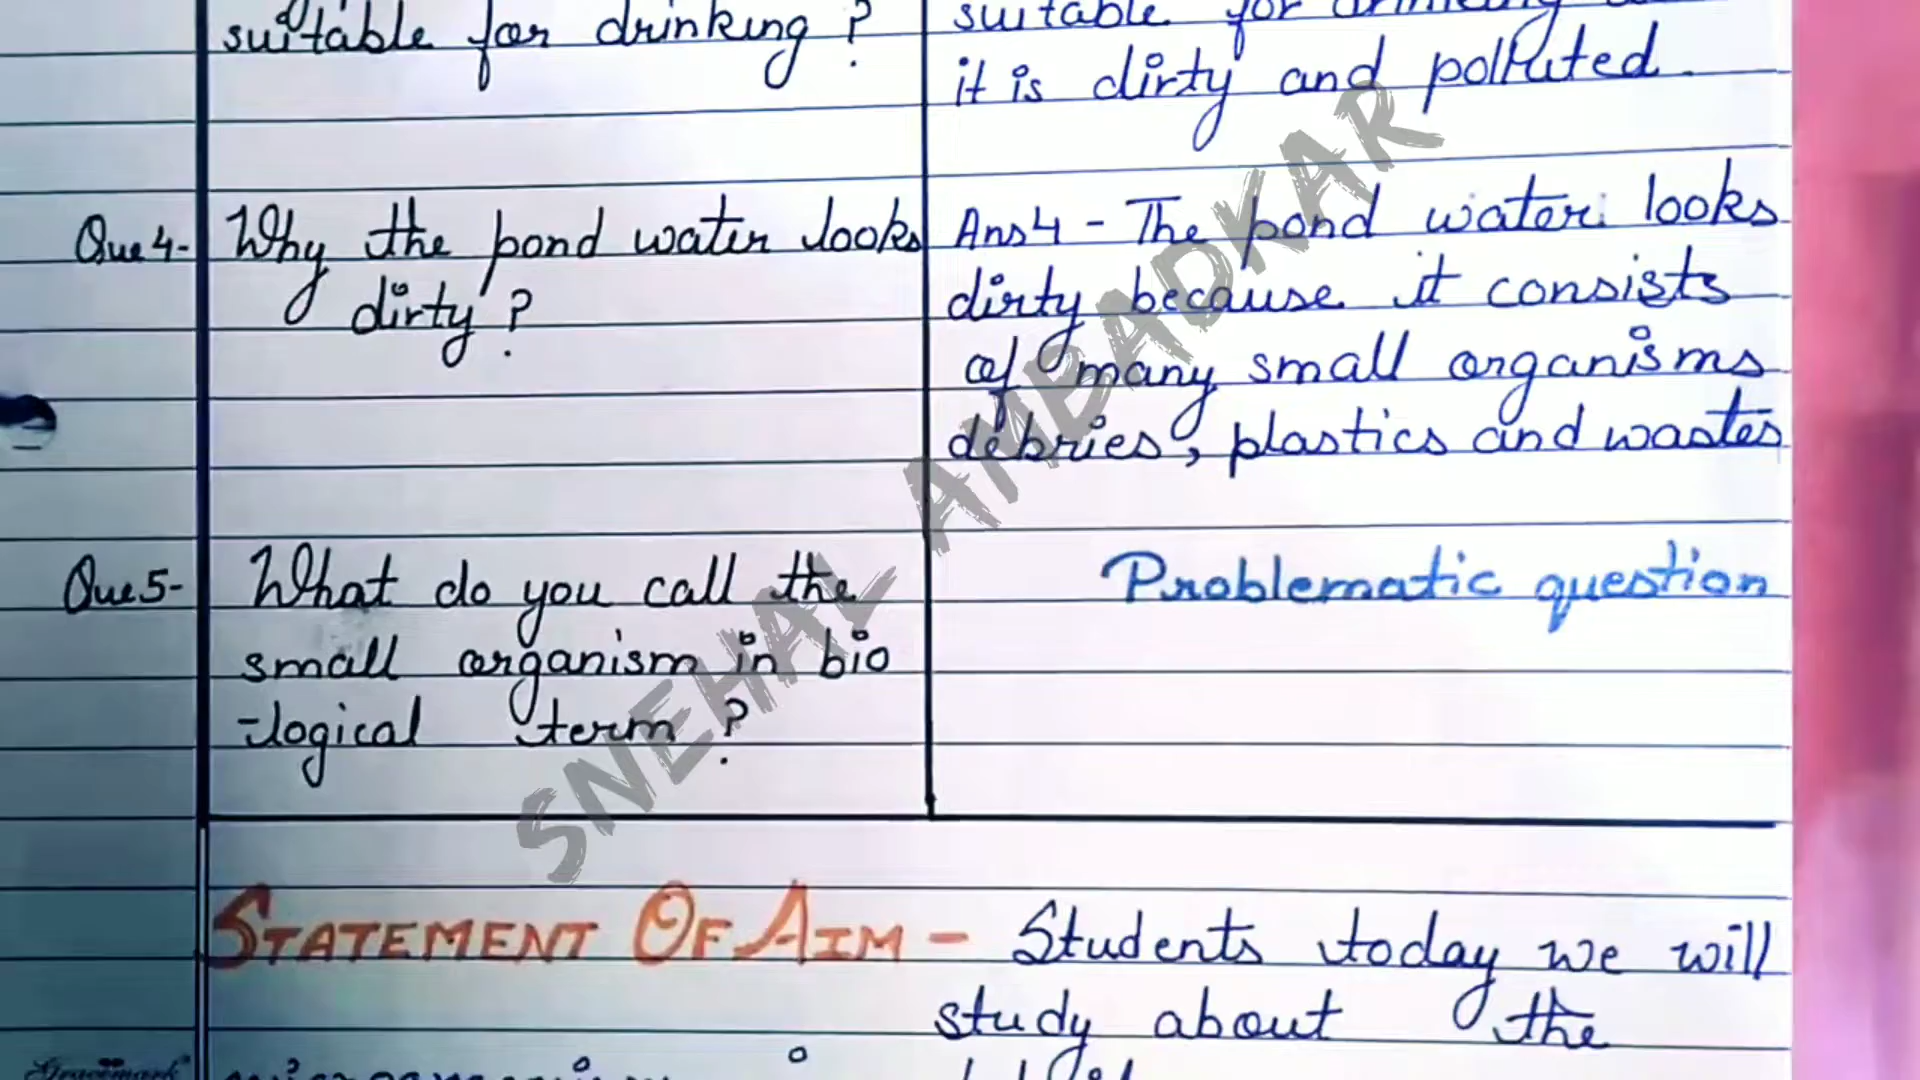 suitable for drinking ?
suitable for drinking
it is dirty and polluted.
Que 4- Why the pond water looks
dirty ?
Ans 4 - The pond water looks
dirty because it consists
of many small organisms
debries, plastics and wastes
Que 5- What do you call the
small organism in bio
-logical term ?
Problematic question
STATEMENT OF AIM - Students today we will
study about the
SNEHAL AMBADKAR
Gracemark